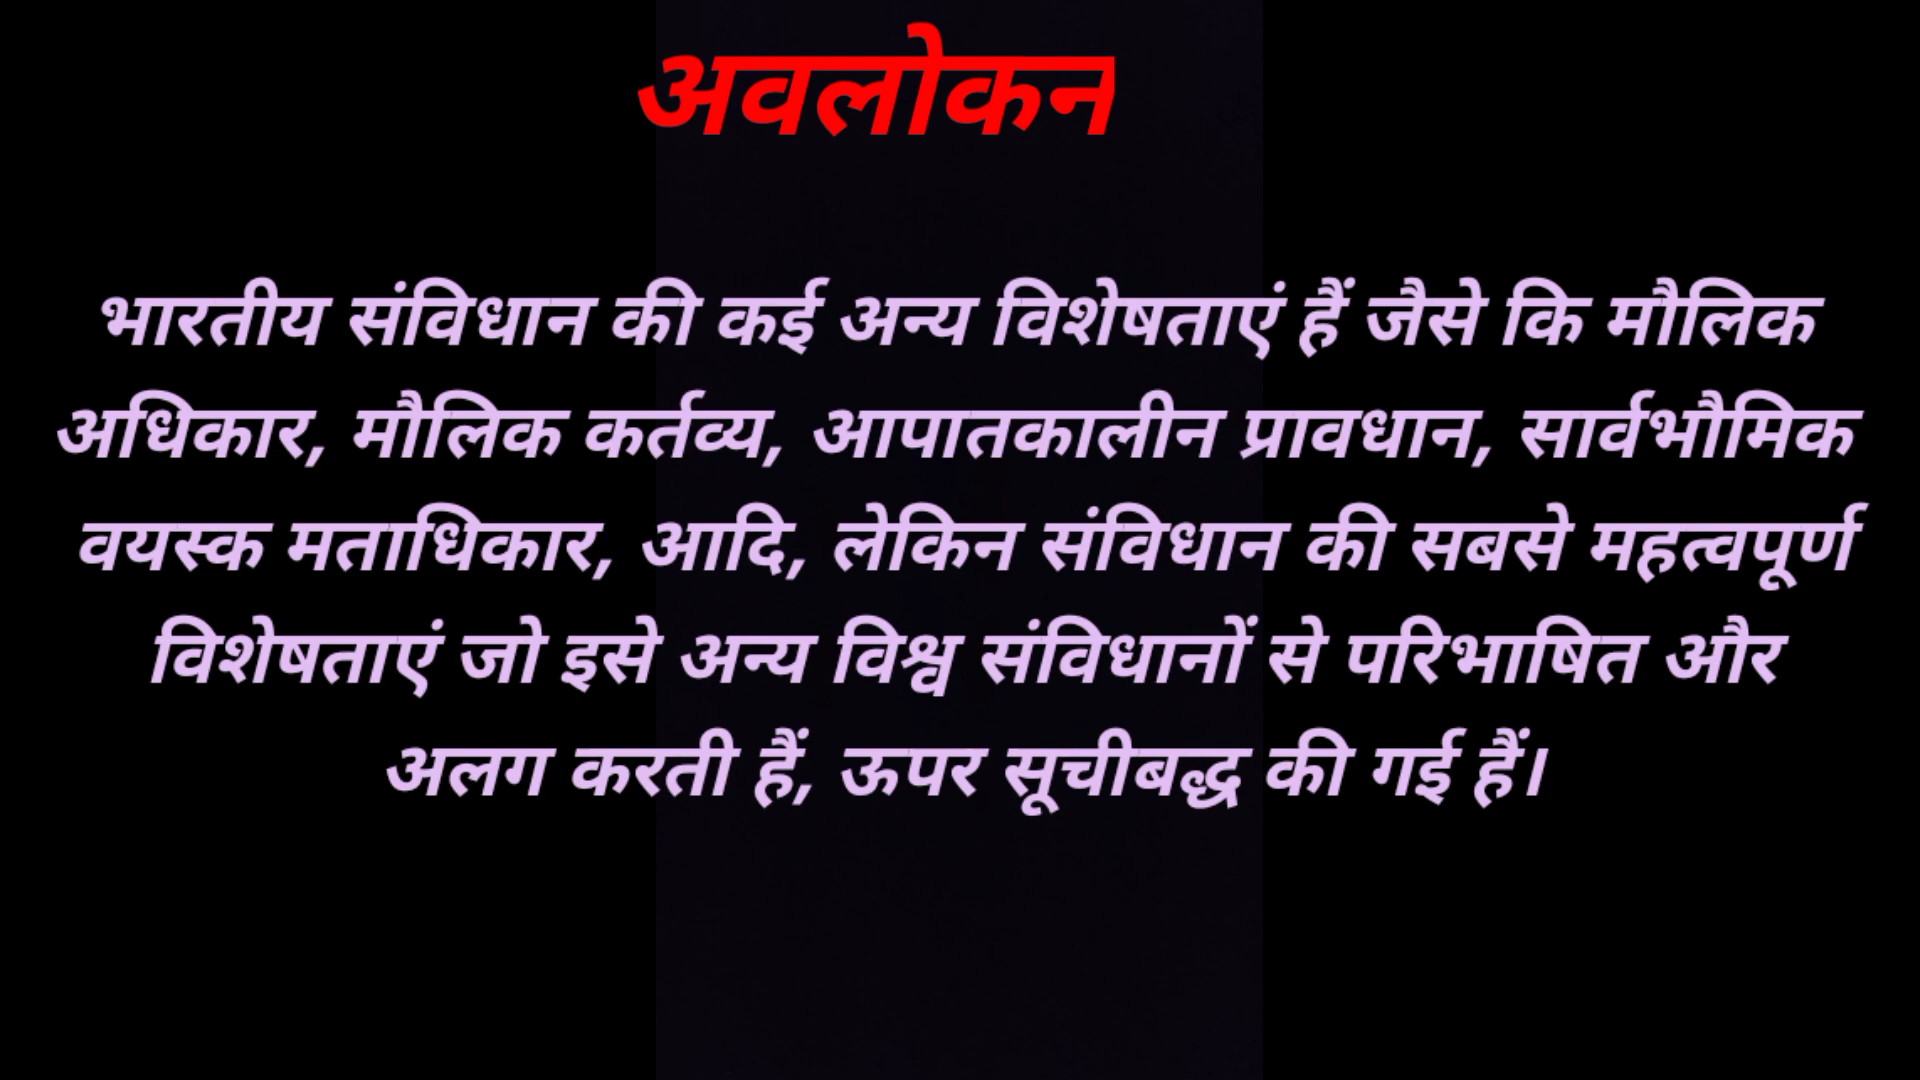 अवलोकन
भारतीय संविधान की कई अन्य विशेषताएं हैं जैसे कि मौलिक
अधिकार, मौलिक कर्तव्य, आपातकालीन प्रावधान, सार्वभौमिक
वयस्क मताधिकार, आदि, लेकिन संविधान की सबसे महत्वपूर्ण
विशेषताएं जो इसे अन्य विश्व संविधानों से परिभाषित और
अलग करती हैं, ऊपर सूचीबद्ध की गई हैं।